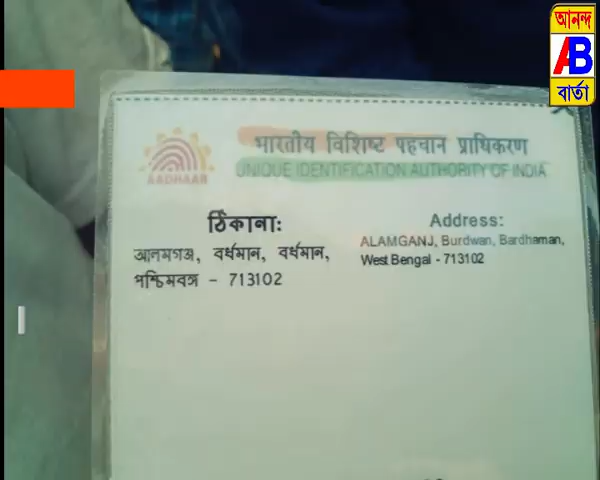 আনন্দ
AB
বার্তা
भारतीय विशिष्ट पहचान प्राधिकरण
UNIQUE IDENTIFICATION AUTHORITY OF INDIA
AADHAAR
ঠিকানা:
আলমগঞ্জ, বর্ধমান, বর্ধমান,
পশ্চিমবঙ্গ - 713102
Address:
ALAMGANJ, Burdwan, Bardhaman,
West Bengal - 713102